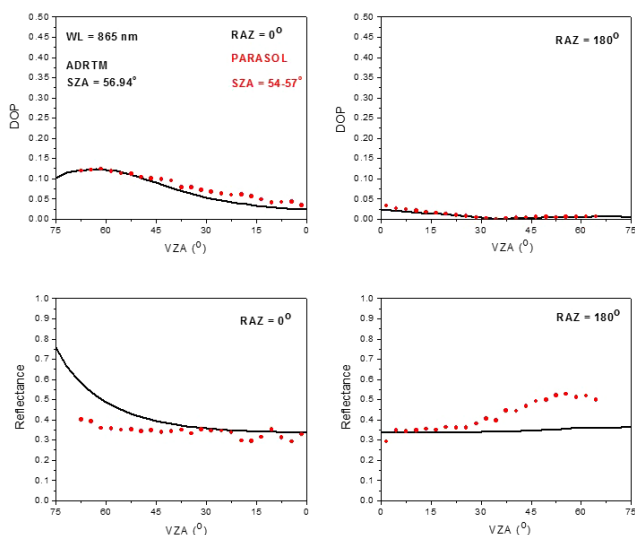 0.50
0.45
0.40
0.35
0.30
0.25
0.20
0.15
0.10
0.05
0.00
DOP
WL = 865 nm
RAZ = 0⁰
ADRTM
PARASOL
SZA = 56.94°
SZA = 54-57°
75 60 45 30 15 0
VZA (⁰)
0.50
0.45
0.40
0.35
0.30
0.25
0.20
0.15
0.10
0.05
0.00
DOP
RAZ = 180⁰
0 15 30 45 60 75
VZA (⁰)
1.0
0.9
0.8
0.7
0.6
0.5
0.4
0.3
0.2
0.1
0.0
Reflectance
RAZ = 0⁰
75 60 45 30 15 0
VZA (⁰)
1.0
0.9
0.8
0.7
0.6
0.5
0.4
0.3
0.2
0.1
0.0
Reflectance
RAZ = 180⁰
0 15 30 45 60 75
VZA (⁰)